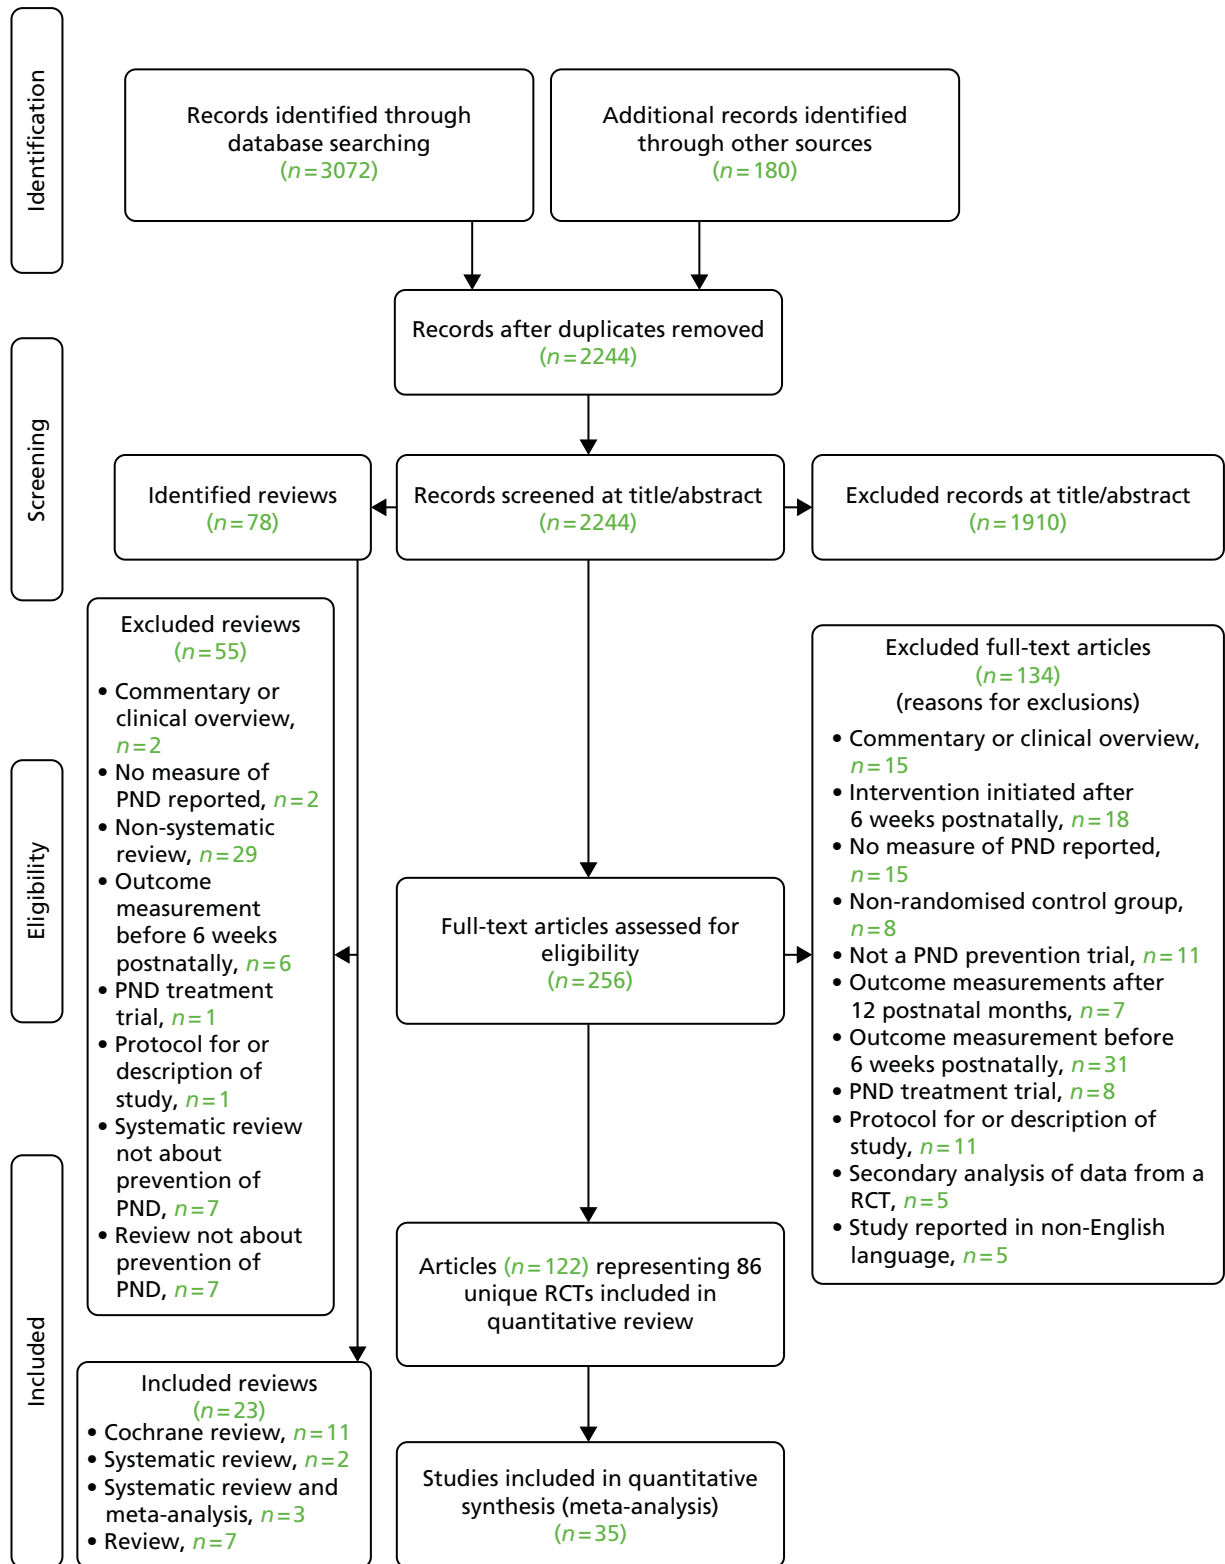 Identification
Records identified through
database searching
(n=3072)
Additional records identified
through other sources
(n=180)
Records after duplicates removed
(n=2244)
Screening
Identified reviews
(n=78)
Records screened at title/abstract
(n=2244)
Excluded records at title/abstract
(n=1910)
Eligibility
Excluded reviews
(n=55)
• Commentary or
clinical overview,
n=2
• No measure of
PND reported, n=2
• Non-systematic
review, n=29
• Outcome
measurement
before 6 weeks
postnatally, n=6
• PND treatment
trial, n=1
• Protocol for or
description of
study, n=1
• Systematic review
not about
prevention of
PND, n=7
• Review not about
prevention of
PND, n=7
Full-text articles assessed for
eligibility
(n=256)
Excluded full-text articles
(n=134)
(reasons for exclusions)
• Commentary or clinical overview,
n=15
• Intervention initiated after
6 weeks postnatally, n=18
• No measure of PND reported,
n=15
• Non-randomised control group,
n=8
• Not a PND prevention trial, n=11
• Outcome measurements after
12 postnatal months, n=7
• Outcome measurement before
6 weeks postnatally, n=31
• PND treatment trial, n=8
• Protocol for or description of
study, n=11
• Secondary analysis of data from a
RCT, n=5
• Study reported in non-English
language, n=5
Included
Included reviews
(n=23)
• Cochrane review, n=11
• Systematic review, n=2
• Systematic review and
meta-analysis, n=3
• Review, n=7
Articles (n=122) representing 86
unique RCTs included in
quantitative review
Studies included in quantitative
synthesis (meta-analysis)
(n=35)